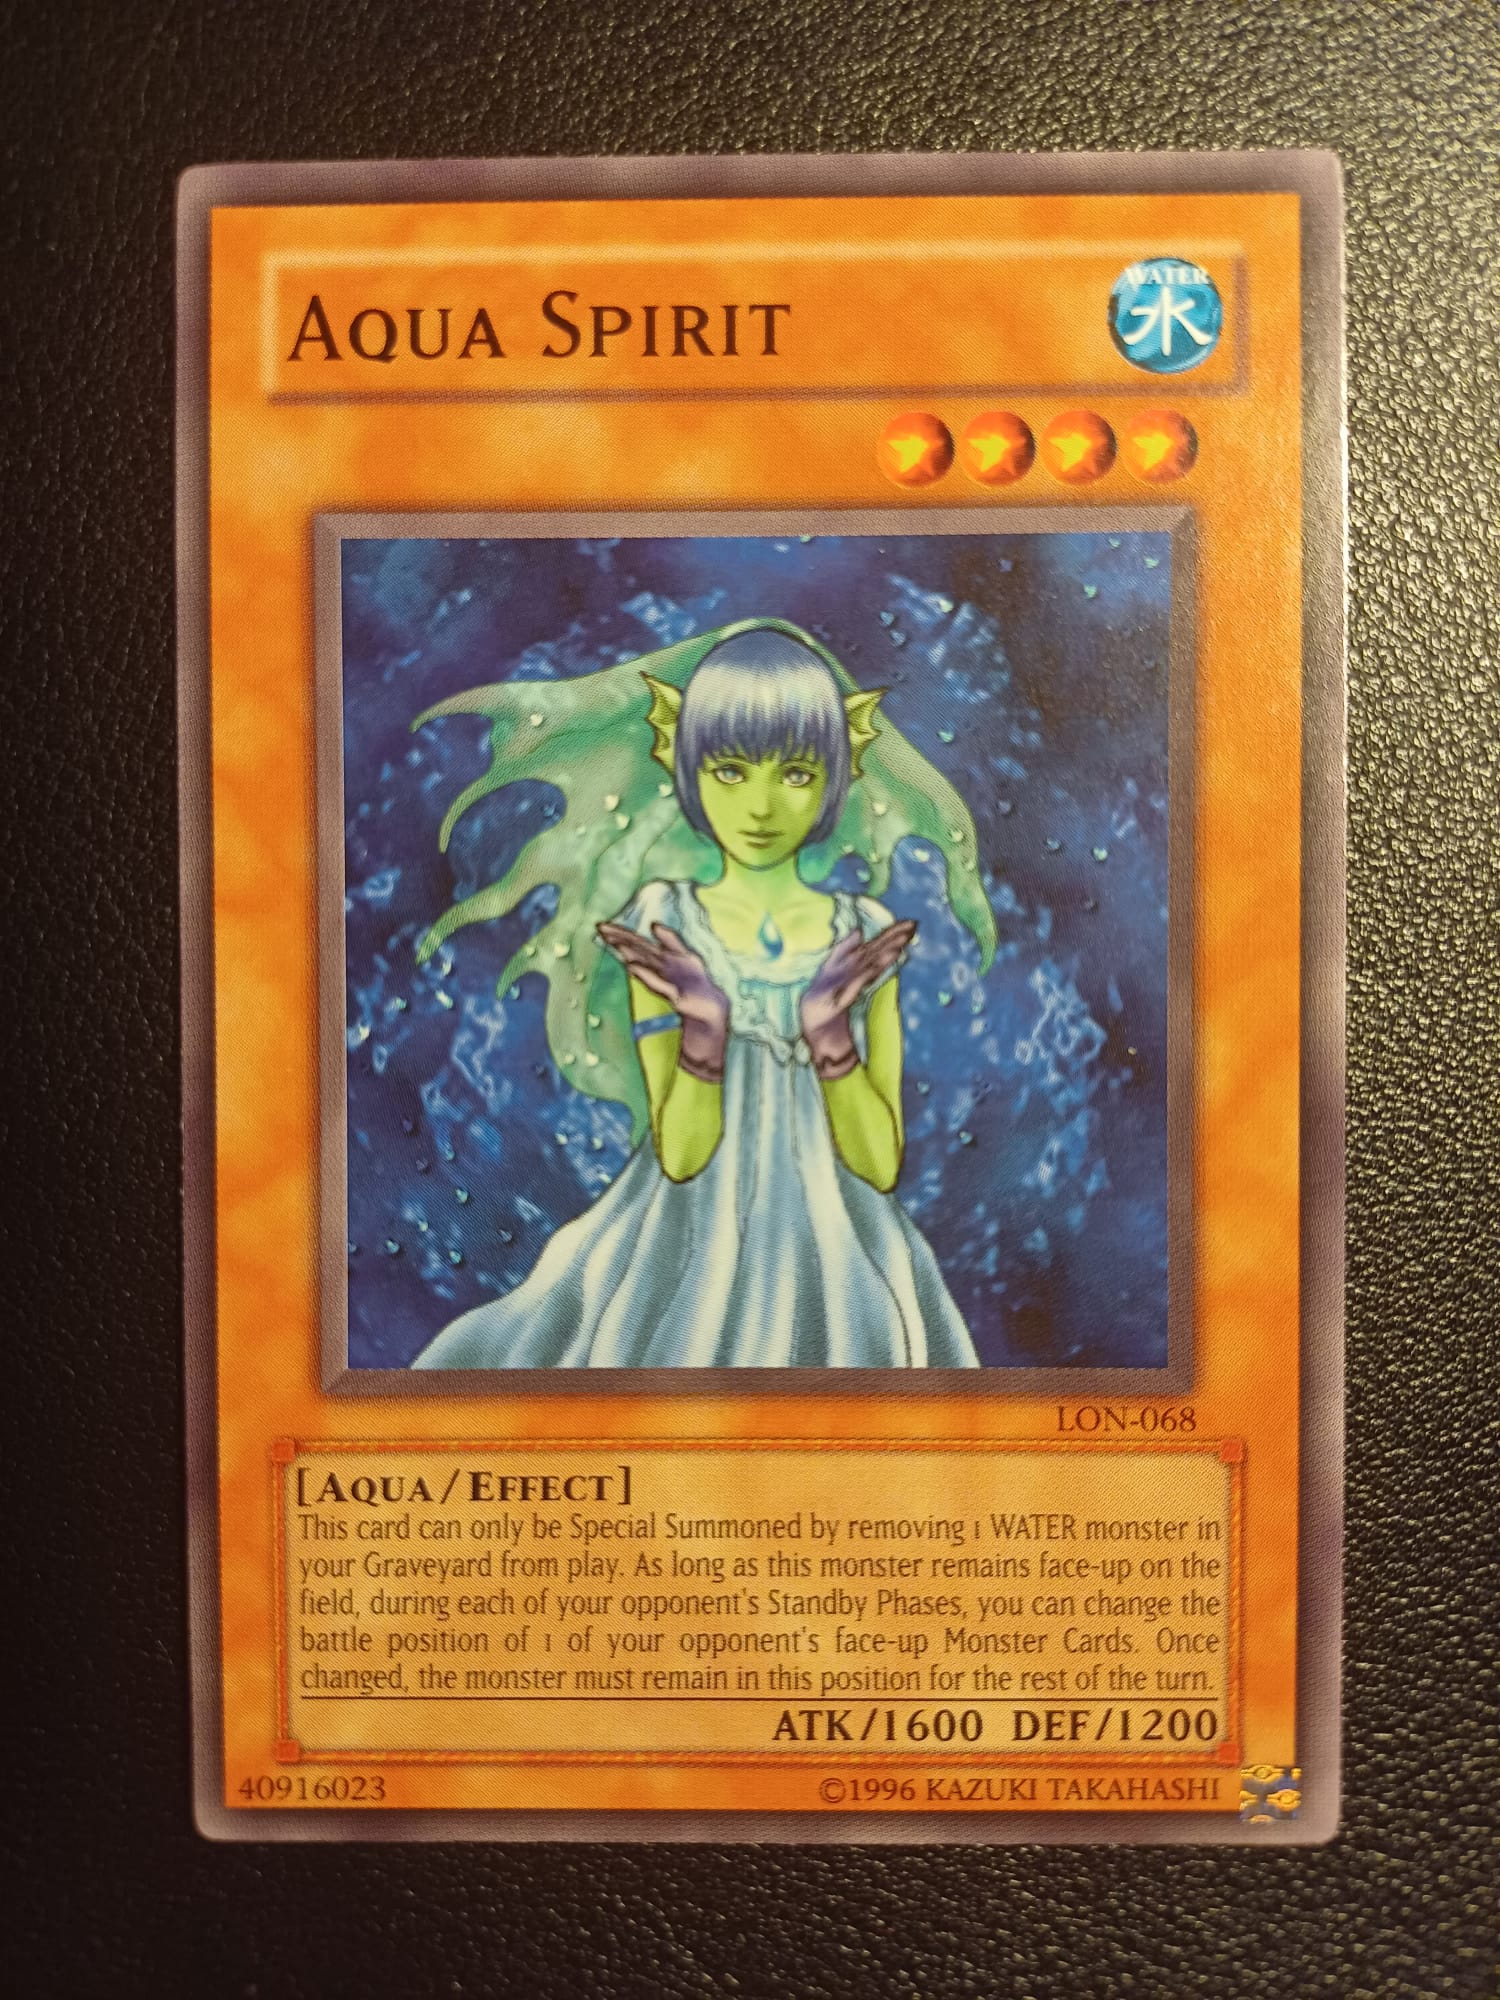 Aqua Spirit
WATER
水
LON-068
[Aqua/Effect]
This card can only be Special Summoned by removing 1 WATER monster in
your Graveyard from play. As long as this monster remains face-up on the
field, during each of your opponent's Standby Phases, you can change the
battle position of 1 of your opponent's face-up Monster Cards. Once
changed, the monster must remain in this position for the rest of the turn.
ATK/1600 DEF/1200
40916023 ©1996 KAZUKI TAKAHASHI